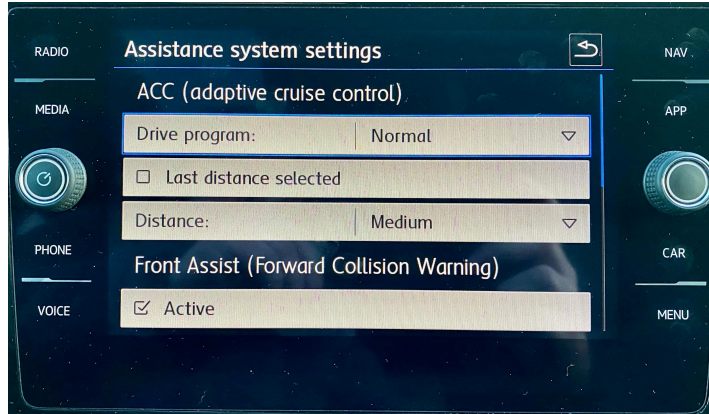 RADIO
MEDIA
PHONE
VOICE
Assistance system settings
ACC (adaptive cruise control)
Drive program: Normal
Last distance selected
Distance: Medium
Front Assist (Forward Collision Warning)
Active
NAV
APP
CAR
MENU